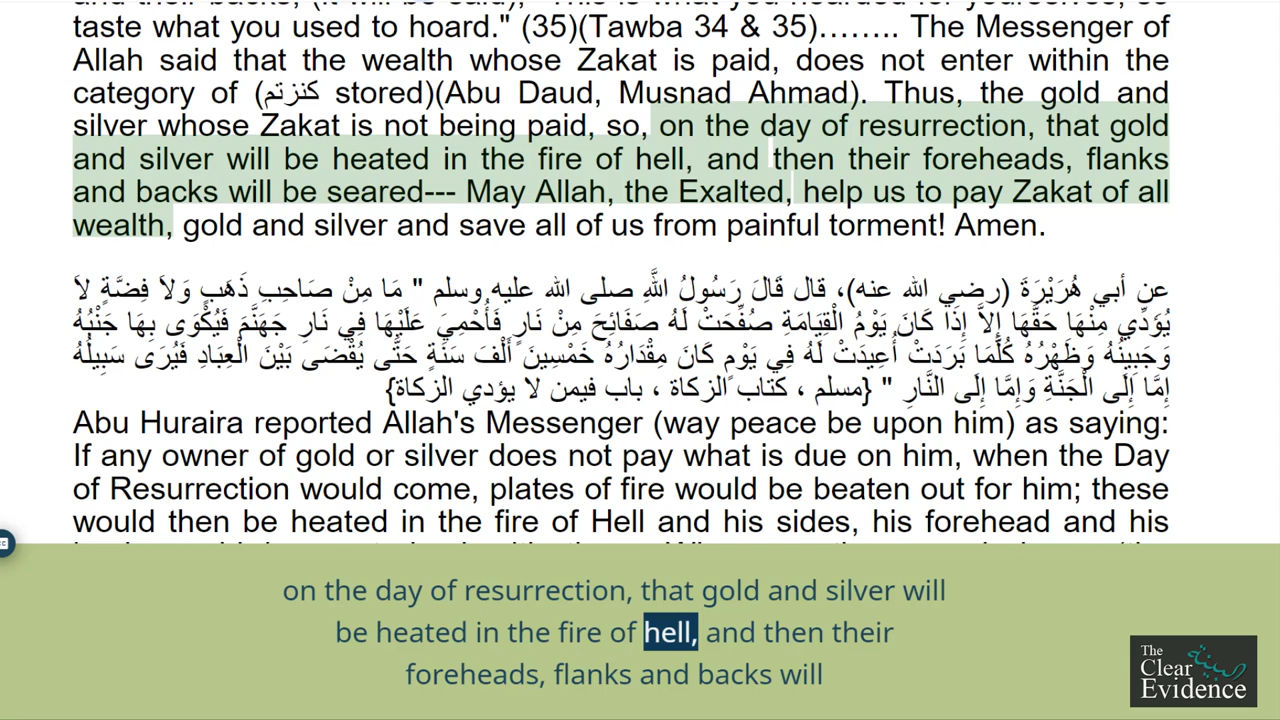 taste what you used to hoard." (35)(Tawba 34 & 35)…….. The Messenger of
Allah said that the wealth whose Zakat is paid, does not enter within the
category of (كنزتم stored)(Abu Daud, Musnad Ahmad). Thus, the gold and
silver whose Zakat is not being paid, so, on the day of resurrection, that gold
and silver will be heated in the fire of hell, and then their foreheads, flanks
and backs will be seared--- May Allah, the Exalted, help us to pay Zakat of all
wealth, gold and silver and save all of us from painful torment! Amen.
عن أبي هُرَيْرَةَ (رضي الله عنه)، قال قَالَ رَسُولُ اللَّهِ صلى الله عليه وسلم " مَا مِنْ صَاحِبِ ذَهَبٍ وَلاَ فِضَّةٍ لاَ
يُؤَدِّي مِنْهَا حَقَّهَا إِلاَّ إِذَا كَانَ يَوْمُ الْقِيَامَةِ صُفِّحَتْ لَهُ صَفَائِحَ مِنْ نَارٍ فَأُحْمِيَ عَلَيْهَا فِي نَارِ جَهَنَّمَ فَيُكْوَى بِهَا جَنْبُهُ
وَجَبِينُهُ وَظَهْرُهُ كُلَّمَا بَرَدَتْ أُعِيدَتْ لَهُ فِي يَوْمٍ كَانَ مِقْدَارُهُ خَمْسِينَ أَلْفَ سَنَةٍ حَتَّى يُقْضَى بَيْنَ الْعِبَادِ فَيُرَى سَبِيلُهُ
إِمَّا إِلَى الْجَنَّةِ وَإِمَّا إِلَى النَّارِ " {مسلم ، كتاب الزكاة ، باب فيمن لا يؤدي الزكاة}
Abu Huraira reported Allah's Messenger (way peace be upon him) as saying:
If any owner of gold or silver does not pay what is due on him, when the Day
of Resurrection would come, plates of fire would be beaten out for him; these
would then be heated in the fire of Hell and his sides, his forehead and his
on the day of resurrection, that gold and silver will
be heated in the fire of hell, and then their
foreheads, flanks and backs will
The
Clear
Evidence
البينة